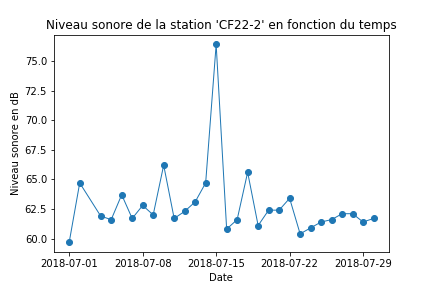 Niveau sonore de la station 'CF22-2' en fonction du temps
Niveau sonore en dB
75.0
72.5
70.0
67.5
65.0
62.5
60.0
2018-07-01 2018-07-08 2018-07-15 2018-07-22 2018-07-29
Date